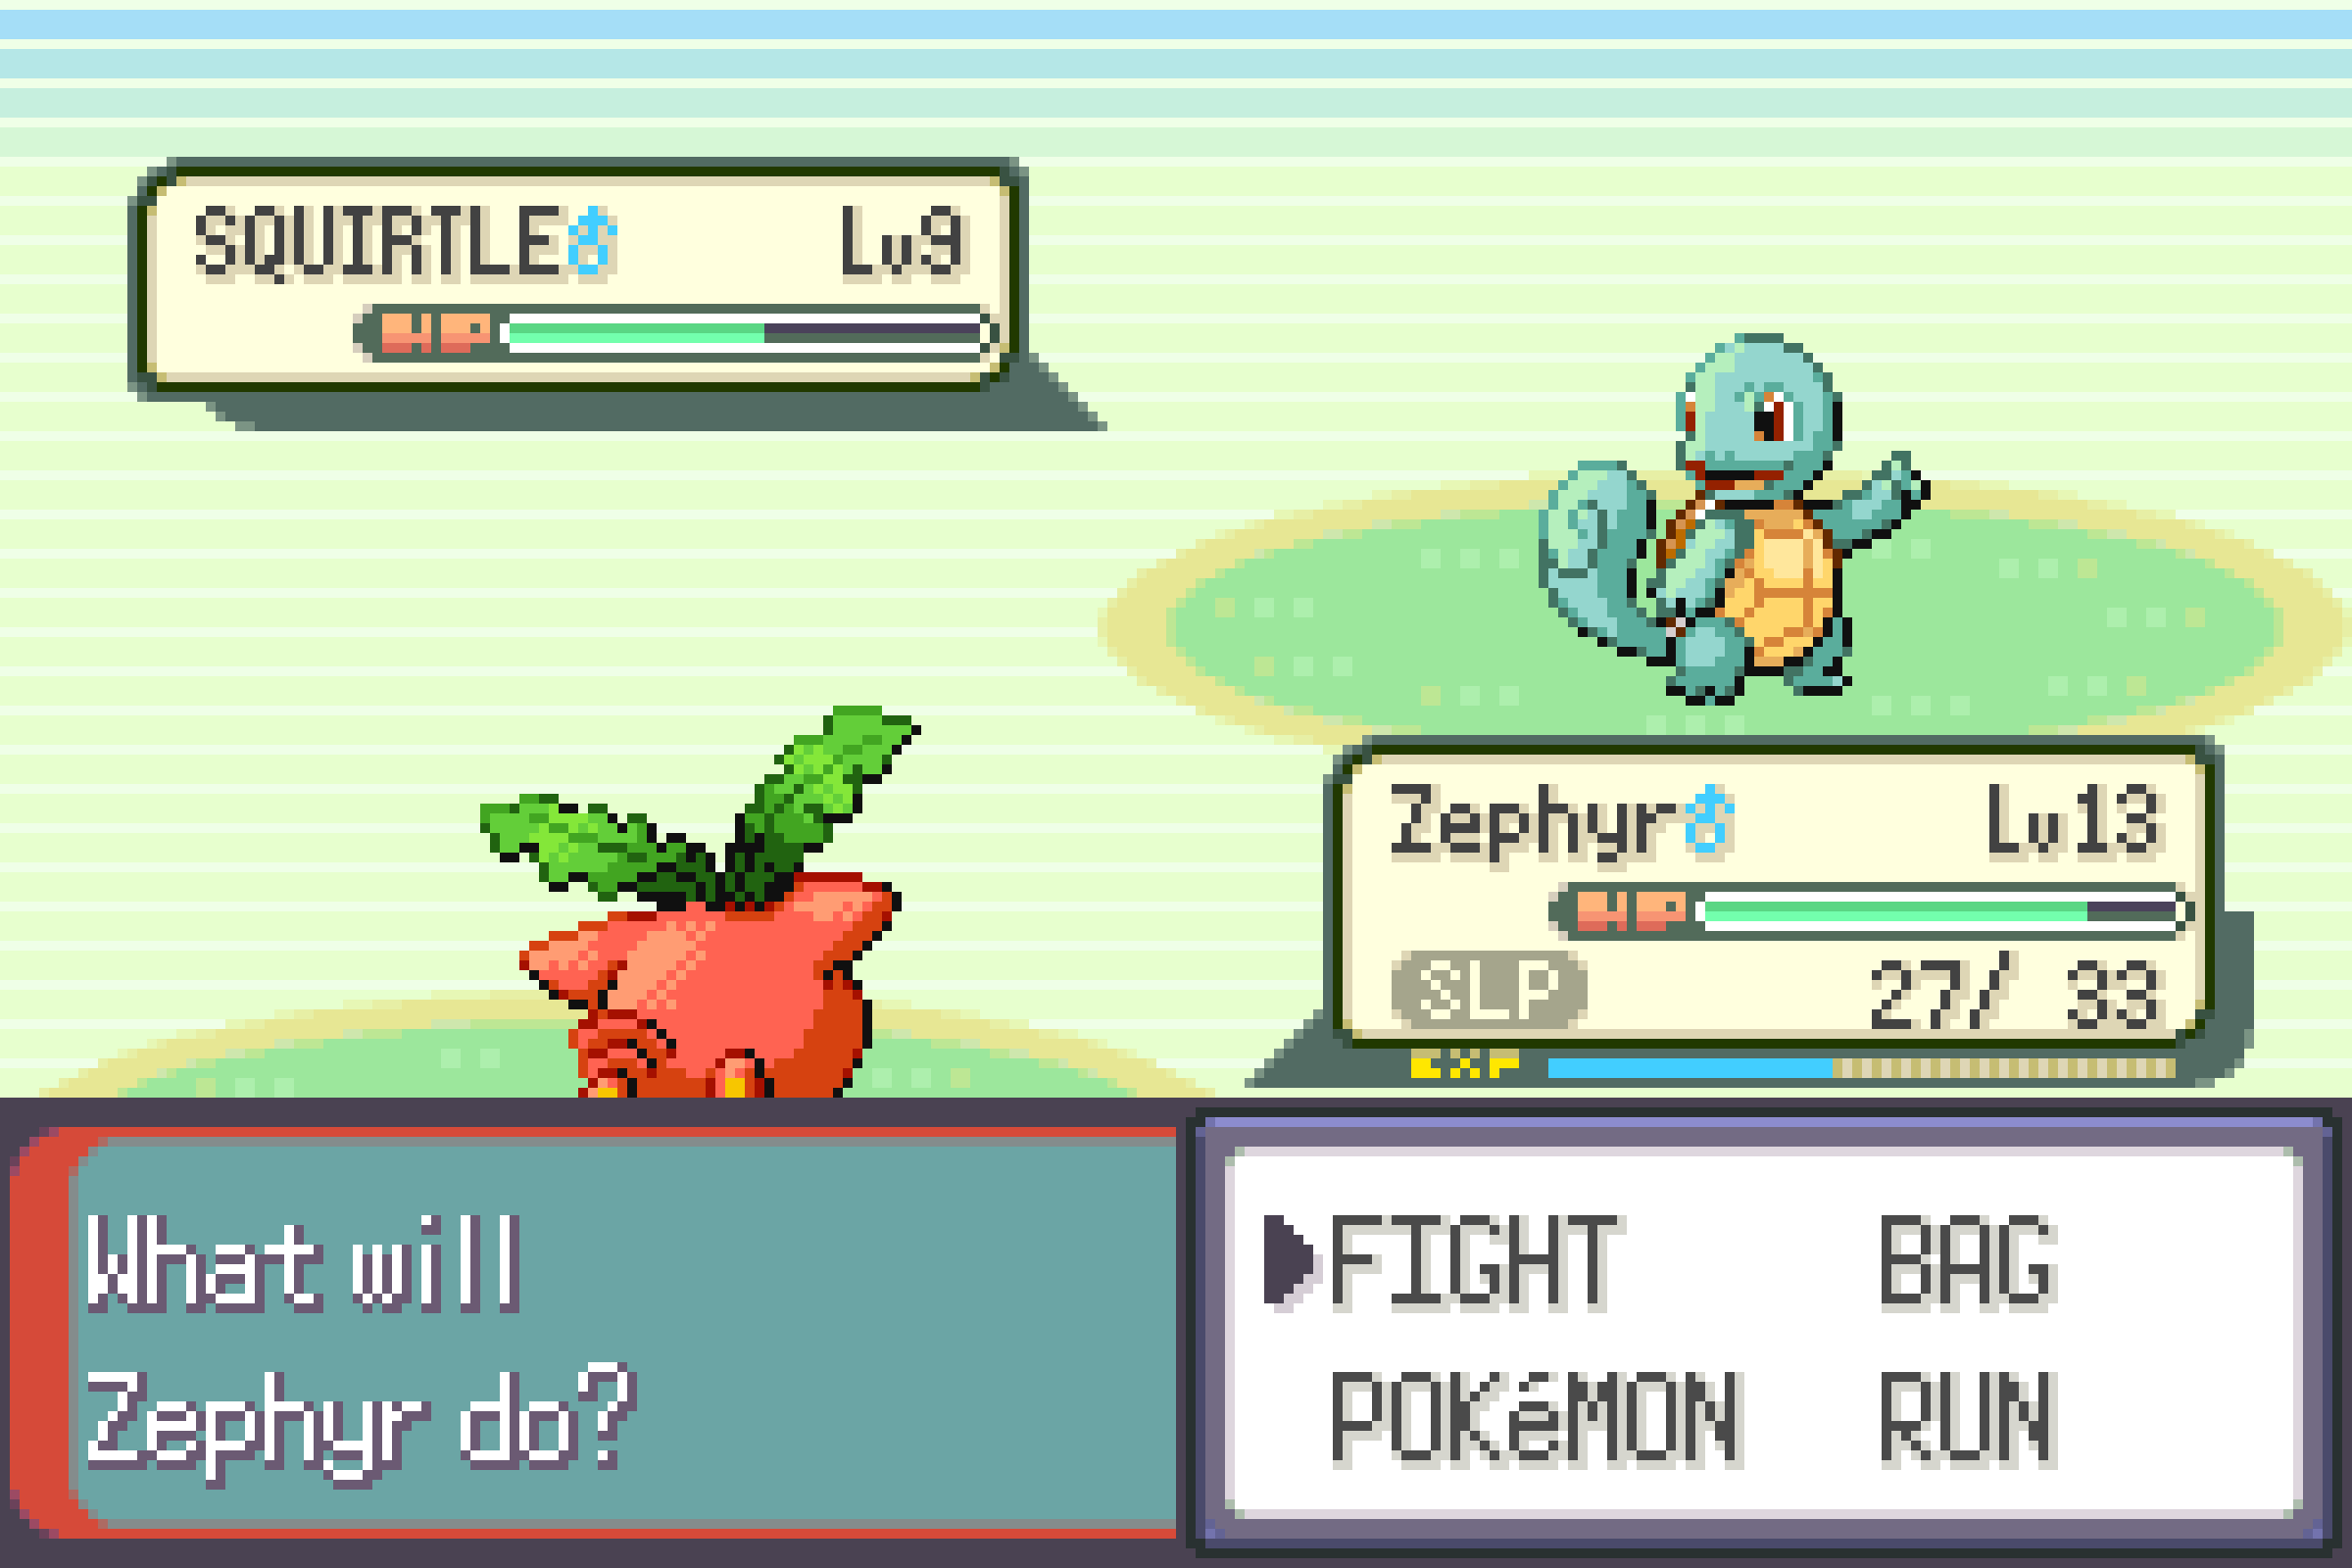 SQUIRTLE♂ Lv9
HP
Zephyr♂ Lv13
HP
SLP 27/ 33
EXP
What will
Zephyr do?
FIGHT BAG
POKéMON RUN